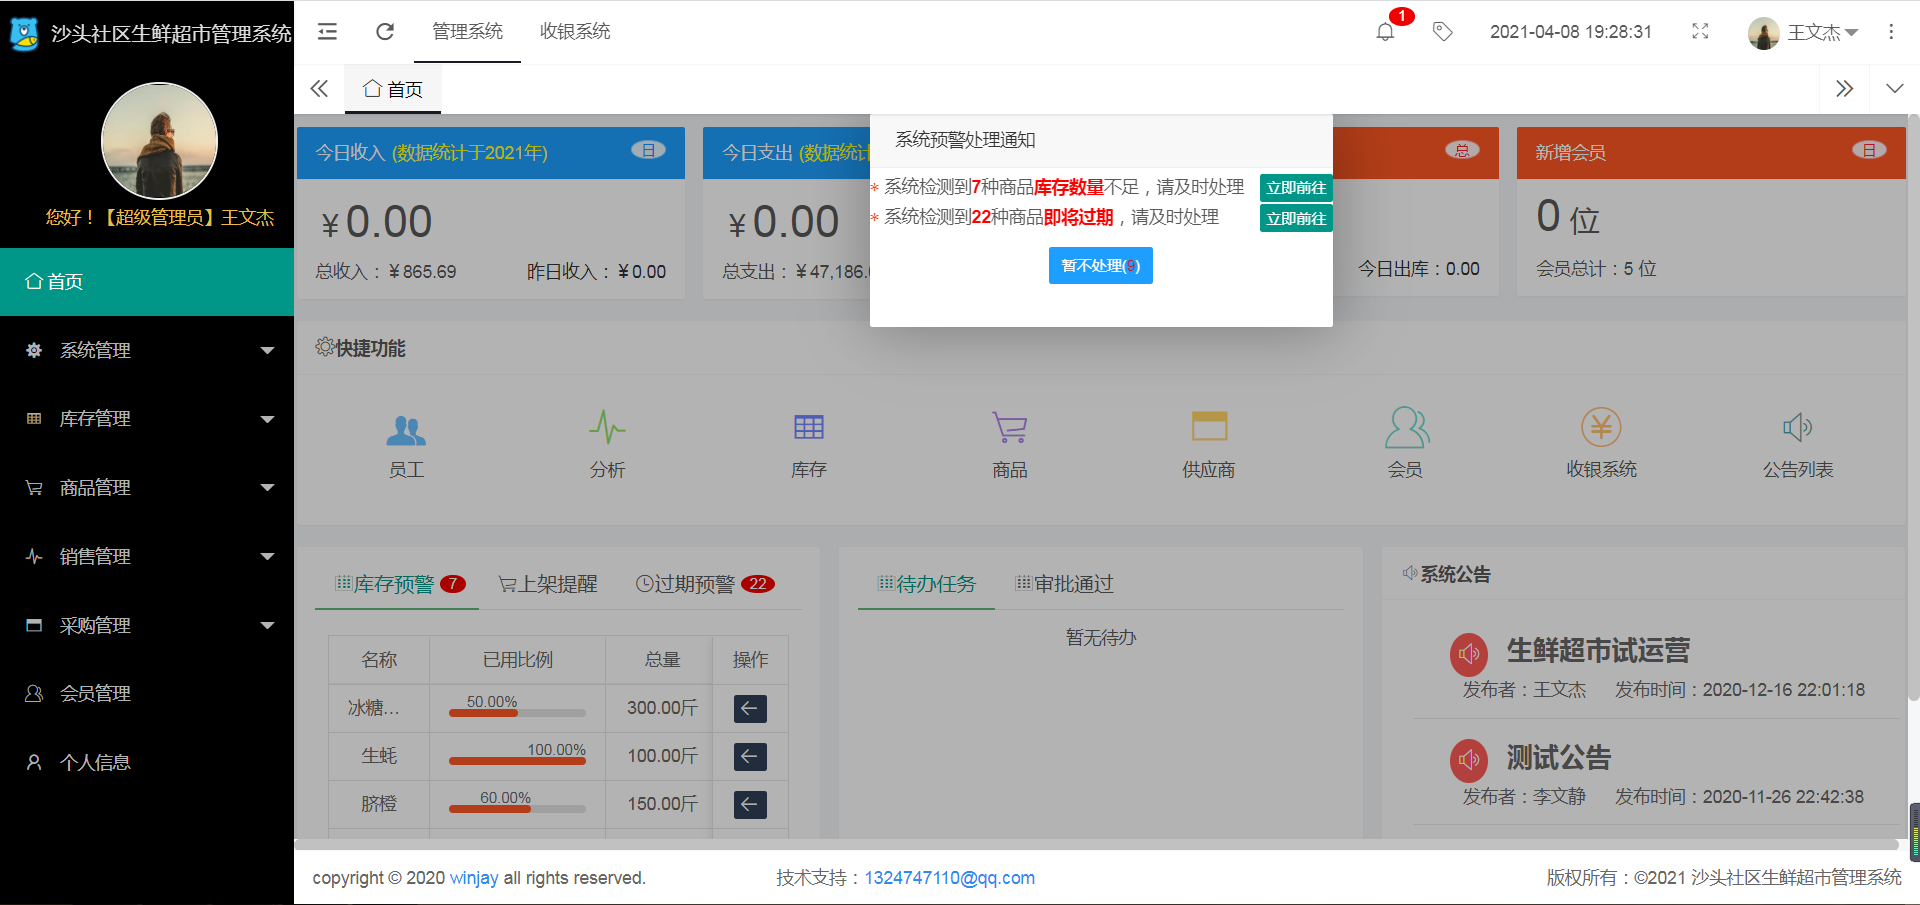 沙头社区生鲜超市管理系统
管理系统 收银系统
1
2021-04-08 19:28:31
王文杰
首页
您好！【超级管理员】王文杰
首页
系统管理
库存管理
商品管理
销售管理
采购管理
会员管理
个人信息
今日收入 (数据统计于2021年) 日
￥0.00
总收入：￥865.69 昨日收入：￥0.00
今日支出 (数据统计
￥0.00
总支出：￥47,186.
系统预警处理通知
* 系统检测到7种商品库存数量不足，请及时处理 立即前往
* 系统检测到22种商品即将过期，请及时处理 立即前往
暂不处理(9)
总
今日出库：0.00
新增会员 日
0 位
会员总计：5 位
快捷功能
员工 分析 库存 商品 供应商 会员 收银系统 公告列表
库存预警 7 上架提醒 过期预警 22
名称 已用比例 总量 操作
冰糖... 50.00% 300.00斤
生蚝 100.00% 100.00斤
脐橙 60.00% 150.00斤
待办任务 审批通过
暂无待办
系统公告
生鲜超市试运营
发布者：王文杰 发布时间：2020-12-16 22:01:18
测试公告
发布者：李文静 发布时间：2020-11-26 22:42:38
copyright © 2020 winjay all rights reserved.
技术支持：1324747110@qq.com
版权所有：©2021 沙头社区生鲜超市管理系统